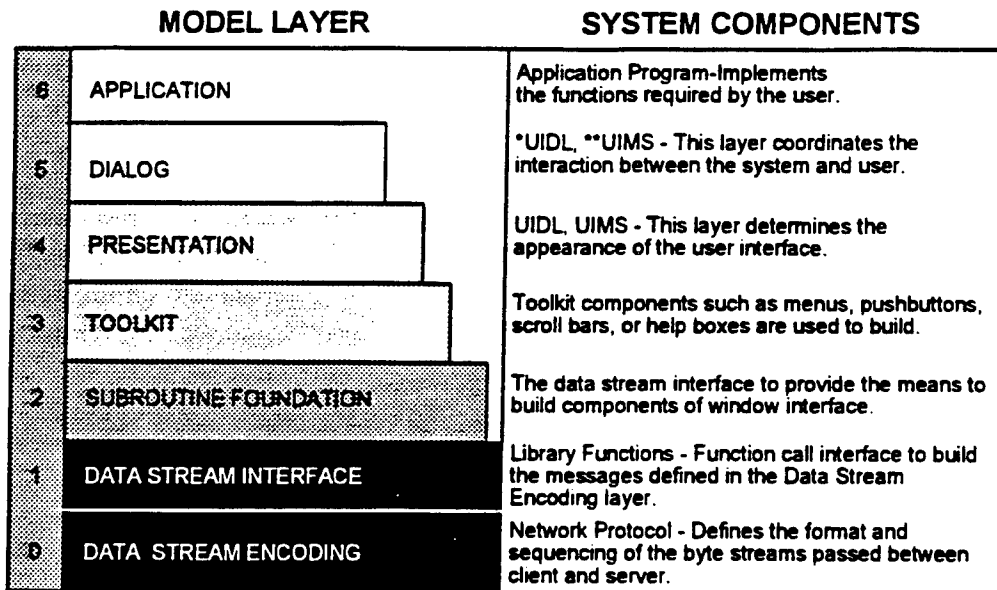 MODEL LAYER
SYSTEM COMPONENTS
6
APPLICATION
Application Program-Implements
the functions required by the user.
5
DIALOG
*UIDL, **UIMS - This layer coordinates the
interaction between the system and user.
4
PRESENTATION
UIDL, UIMS - This layer determines the
appearance of the user interface.
3
TOOLKIT
Toolkit components such as menus, pushbuttons,
scroll bars, or help boxes are used to build.
2
SUBROUTINE FOUNDATION
The data stream interface to provide the means to
build components of window interface.
1
DATA STREAM INTERFACE
Library Functions - Function call interface to build
the messages defined in the Data Stream
Encoding layer.
0
DATA STREAM ENCODING
Network Protocol - Defines the format and
sequencing of the byte streams passed between
client and server.